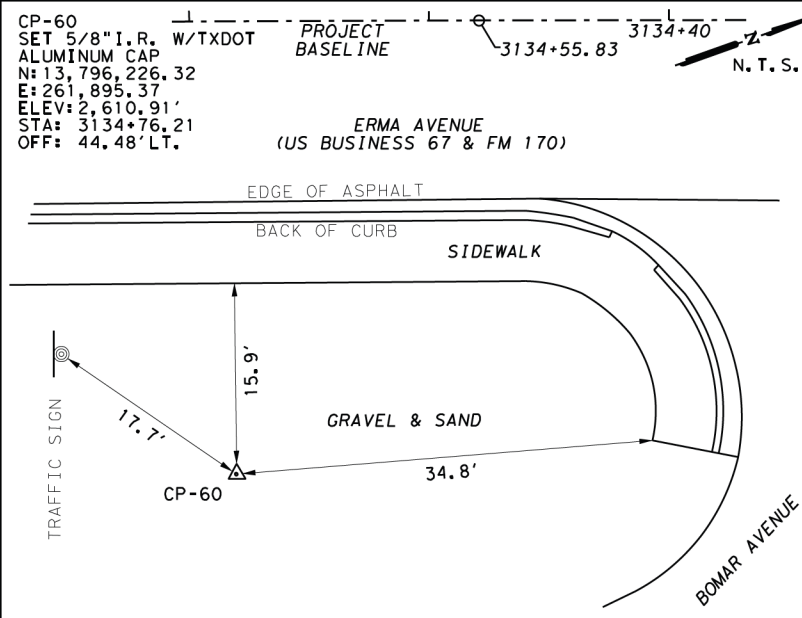 CP-60
SET 5/8" I.R. W/TXDOT
ALUMINUM CAP
N: 13,796,226.32
E: 261,895.37
ELEV: 2,610.91'
STA: 3134+76.21
OFF: 44.48' LT.
PROJECT
BASELINE
3134+55.83
3134+40
Z
N.T.S.
ERMA AVENUE
(US BUSINESS 67 & FM 170)
EDGE OF ASPHALT
BACK OF CURB
SIDEWALK
15.9'
17.7'
TRAFFIC SIGN
GRAVEL & SAND
34.8'
CP-60
BOMAR AVENUE